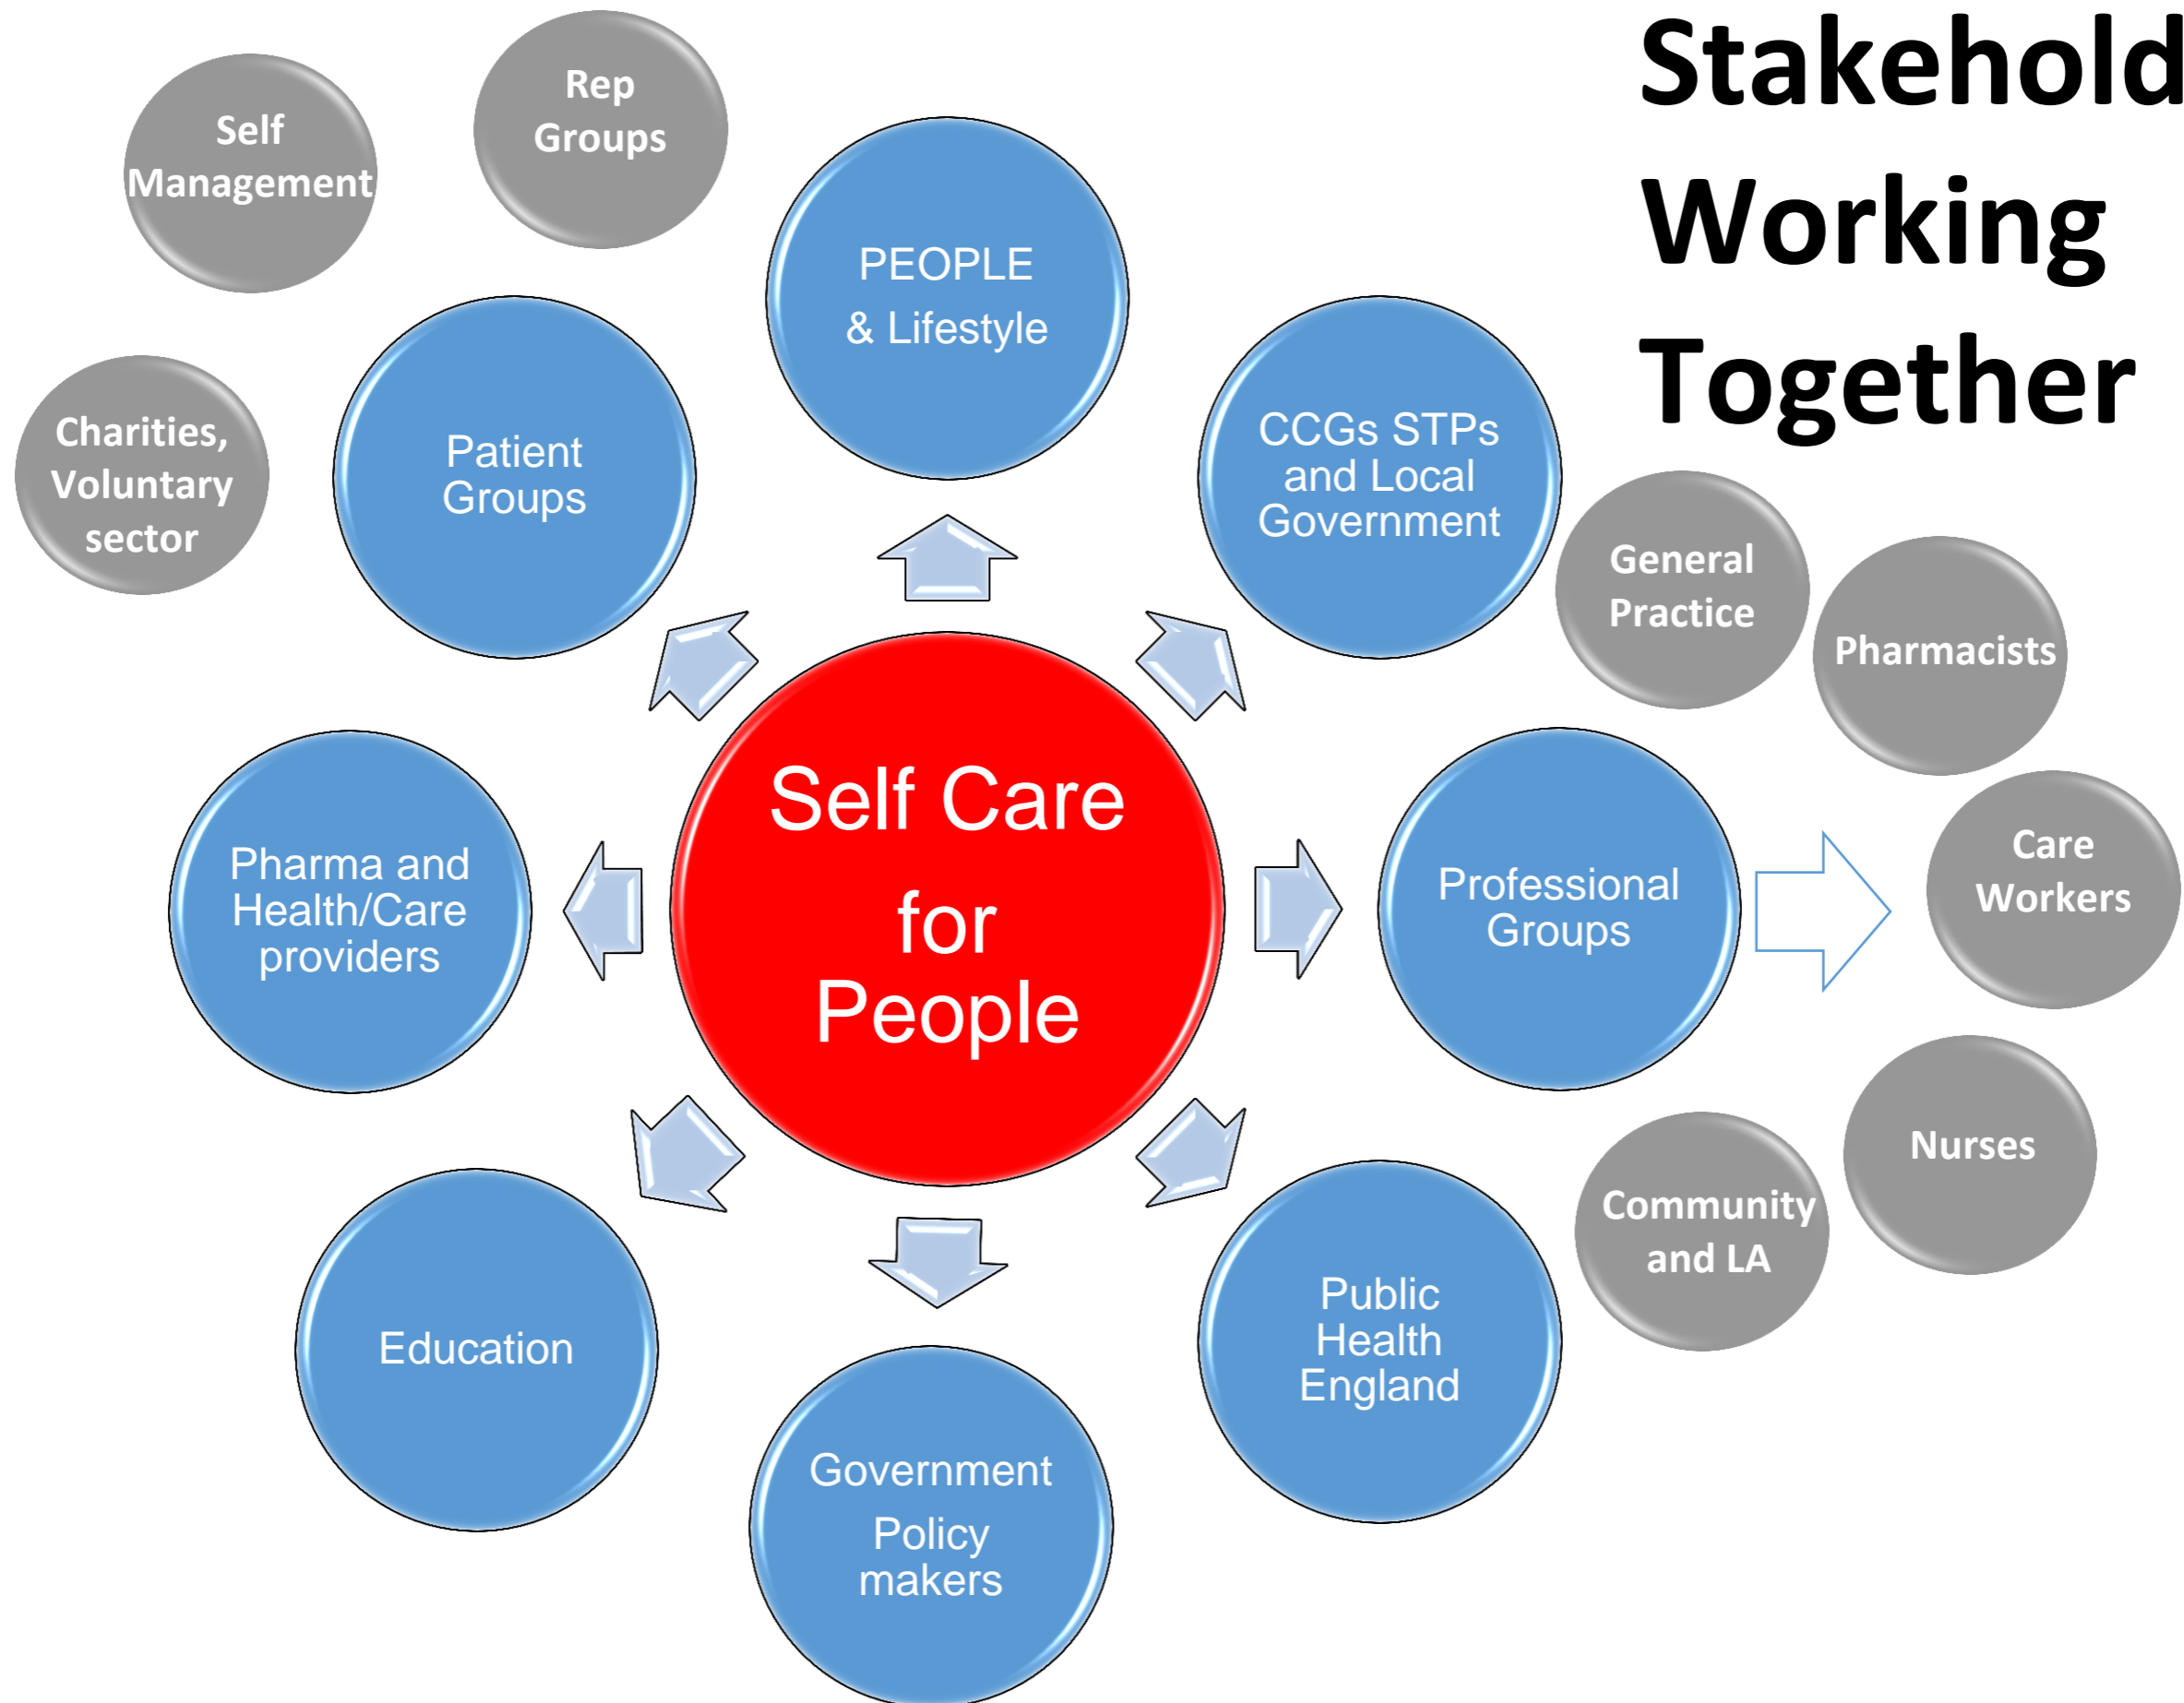 Stakehold
Working
Together
Self
Management
Rep
Groups
PEOPLE
& Lifestyle
Charities,
Voluntary
sector
Patient
Groups
CCGs STPs
and Local
Government
General
Practice
Pharmacists
Pharma and
Health/Care
providers
Self Care
for
People
Professional
Groups
Care
Workers
Nurses
Community
and LA
Education
Public
Health
England
Government
Policy
makers